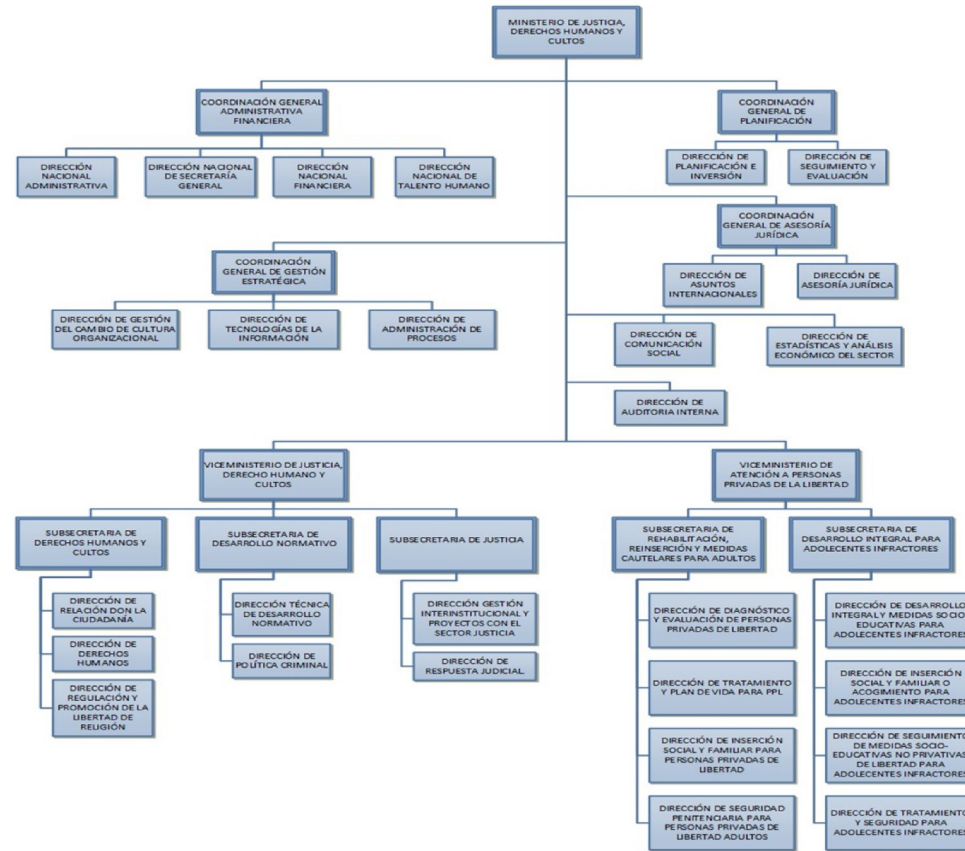 MINISTERIO DE JUSTICIA,
DERECHOS HUMANOS Y
CULTOS
COORDINACIÓN GENERAL
ADMINISTRATIVA
FINANCIERA
COORDINACIÓN
GENERAL DE
PLANIFICACIÓN
DIRECCIÓN
NACIONAL
ADMINISTRATIVA
DIRECCIÓN NACIONAL
DE SECRETARÍA
GENERAL
DIRECCIÓN
NACIONAL
FINANCIERA
DIRECCIÓN
NACIONAL DE
TALENTO HUMANO
DIRECCIÓN DE
PLANIFICACIÓN E
INVERSIÓN
DIRECCIÓN DE
SEGUIMIENTO Y
EVALUACIÓN
COORDINACIÓN
GENERAL DE ASESORÍA
JURÍDICA
COORDINACIÓN
GENERAL DE GESTIÓN
ESTRATÉGICA
DIRECCIÓN DE
ASUNTOS
INTERNACIONALES
DIRECCIÓN DE
ASESORÍA JURÍDICA
DIRECCIÓN DE GESTIÓN
DEL CAMBIO DE CULTURA
ORGANIZACIONAL
DIRECCIÓN DE
TECNOLOGÍAS DE LA
INFORMACIÓN
DIRECCIÓN DE
ADMINISTRACIÓN DE
PROCESOS
DIRECCIÓN DE
COMUNICACIÓN
SOCIAL
DIRECCIÓN DE
ESTADÍSTICAS Y ANÁLISIS
ECONÓMICO DEL SECTOR
DIRECCIÓN DE
AUDITORIA INTERNA
VICEMINISTERIO DE JUSTICIA,
DERECHO HUMANO Y
CULTOS
VICEMINISTERIO DE
ATENCIÓN A PERSONAS
PRIVADAS DE LA LIBERTAD
SUBSECRETARIA DE
DERECHOS HUMANOS Y
CULTOS
SUBSECRETARIA DE
DESARROLLO NORMATIVO
SUBSECRETARIA DE JUSTICIA
SUBSECRETARIA DE
REHABILITACIÓN,
REINSERCIÓN Y MEDIDAS
CAUTELARES PARA ADULTOS
SUBSECRETARIA DE
DESARROLLO INTEGRAL PARA
ADOLECENTES INFRACTORES
DIRECCIÓN DE
RELACIÓN DON LA
CIUDADANÍA
DIRECCIÓN DE
DERECHOS
HUMANOS
DIRECCIÓN DE
REGULACIÓN Y
PROMOCIÓN DE LA
LIBERTAD DE
RELIGIÓN
DIRECCIÓN TÉCNICA
DE DESARROLLO
NORMATIVO
DIRECCIÓN DE
POLÍTICA CRIMINAL
DIRECCIÓN GESTIÓN
INTERINSTITUCIONAL Y
PROYECTOS CON EL
SECTOR JUSTICIA
DIRECCIÓN DE
RESPUESTA JUDICIAL
DIRECCIÓN DE DIAGNÓSTICO
Y EVALUACIÓN DE PERSONAS
PRIVADAS DE LIBERTAD
DIRECCIÓN DE TRATAMIENTO
Y PLAN DE VIDA PARA PPL
DIRECCIÓN DE INSERCIÓN
SOCIAL Y FAMILIAR PARA
PERSONAS PRIVADAS DE
LIBERTAD
DIRECCIÓN DE SEGURIDAD
PENITENCIARIA PARA
PERSONAS PRIVADAS DE
LIBERTAD ADULTOS
DIRECCIÓN DE DESARROLLO
INTEGRAL Y MEDIDAS SOCIO-
EDUCATIVAS PARA
ADOLECENTES INFRACTORES
DIRECCIÓN DE INSERCIÓN
SOCIAL Y FAMILIAR O
ACOGIMIENTO PARA
ADOLECENTES INFRACTORES
DIRECCIÓN DE SEGUIMIENTO
DE MEDIDAS SOCIO-
EDUCATIVAS NO PRIVATIVAS
DE LIBERTAD PARA
ADOLECENTES INFRACTORES
DIRECCIÓN DE TRATAMIENTO
Y SEGURIDAD PARA
ADOLECENTES INFRACTORES